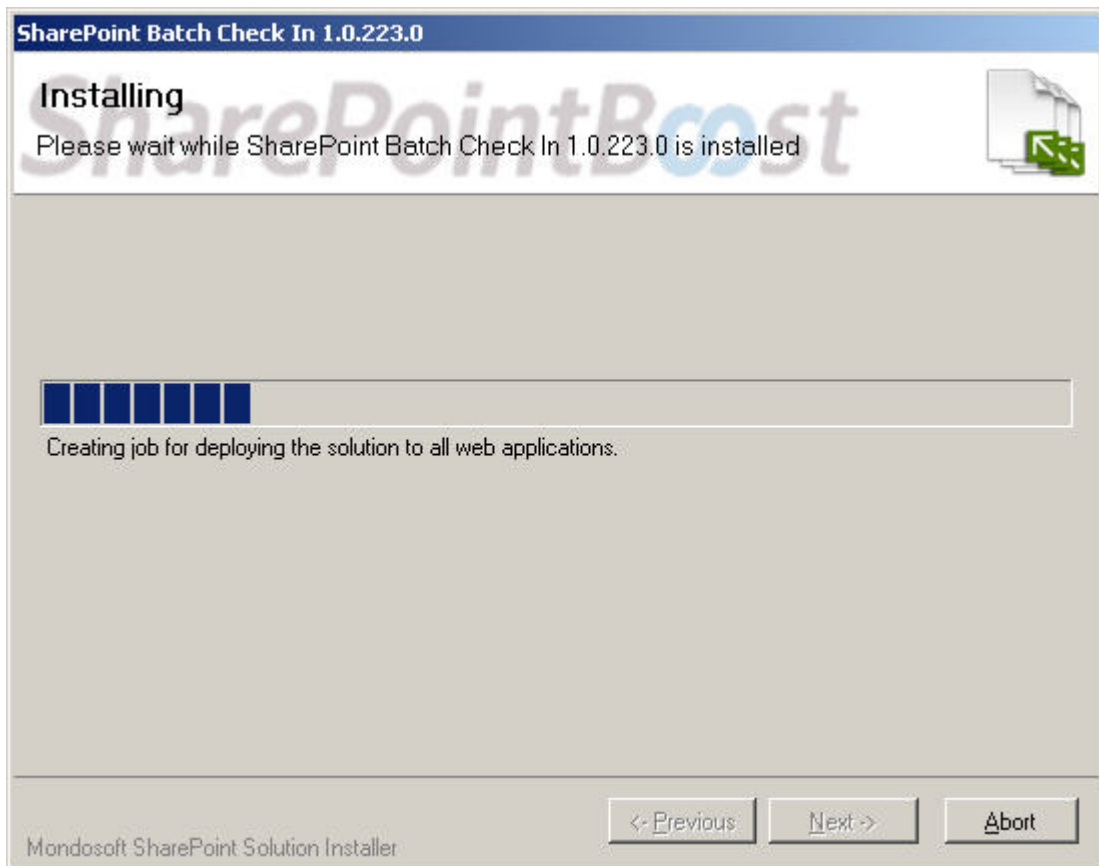 SharePoint Batch Check In 1.0.223.0
SharePointBoost
Installing
Please wait while SharePoint Batch Check In 1.0.223.0 is installed
Creating job for deploying the solution to all web applications.
<- Previous
Next ->
Abort
Mondosoft SharePoint Solution Installer